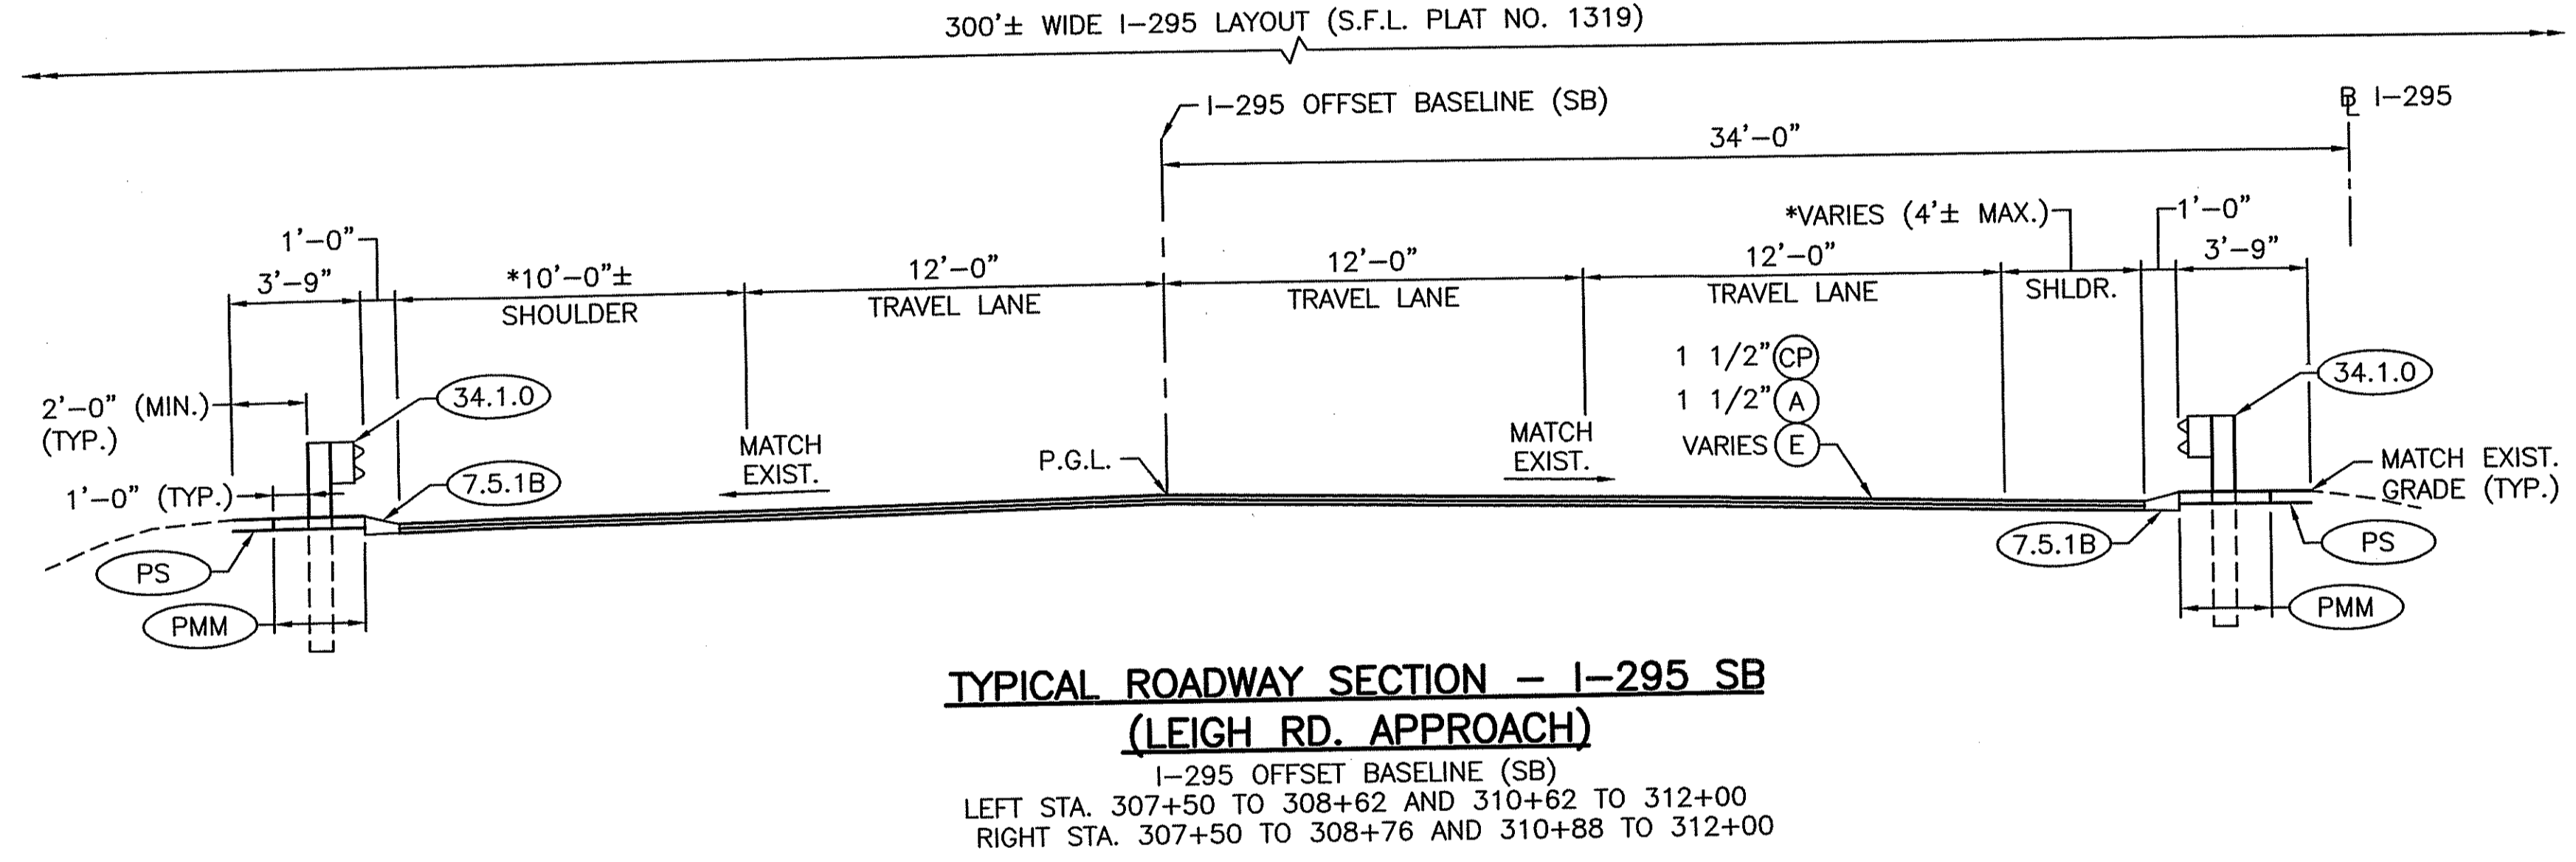 300'± WIDE I-295 LAYOUT (S.F.L. PLAT NO. 1319)
I-295 OFFSET BASELINE (SB)
℄ I-295
34'-0"
*VARIES (4'± MAX.)
1'-0"
1'-0"
3'-9"
*10'-0"±
SHOULDER
12'-0"
TRAVEL LANE
12'-0"
TRAVEL LANE
12'-0"
TRAVEL LANE
SHLDR.
3'-9"
1 1/2" CP
1 1/2" A
VARIES E
34.1.0
34.1.0
2'-0" (MIN.)
(TYP.)
MATCH
EXIST.
MATCH
EXIST.
P.G.L.
MATCH EXIST.
GRADE (TYP.)
1'-0" (TYP.)
7.5.1B
7.5.1B
PS
PS
PMM
PMM
TYPICAL ROADWAY SECTION - I-295 SB
(LEIGH RD. APPROACH)
I-295 OFFSET BASELINE (SB)
LEFT STA. 307+50 TO 308+62 AND 310+62 TO 312+00
RIGHT STA. 307+50 TO 308+76 AND 310+88 TO 312+00